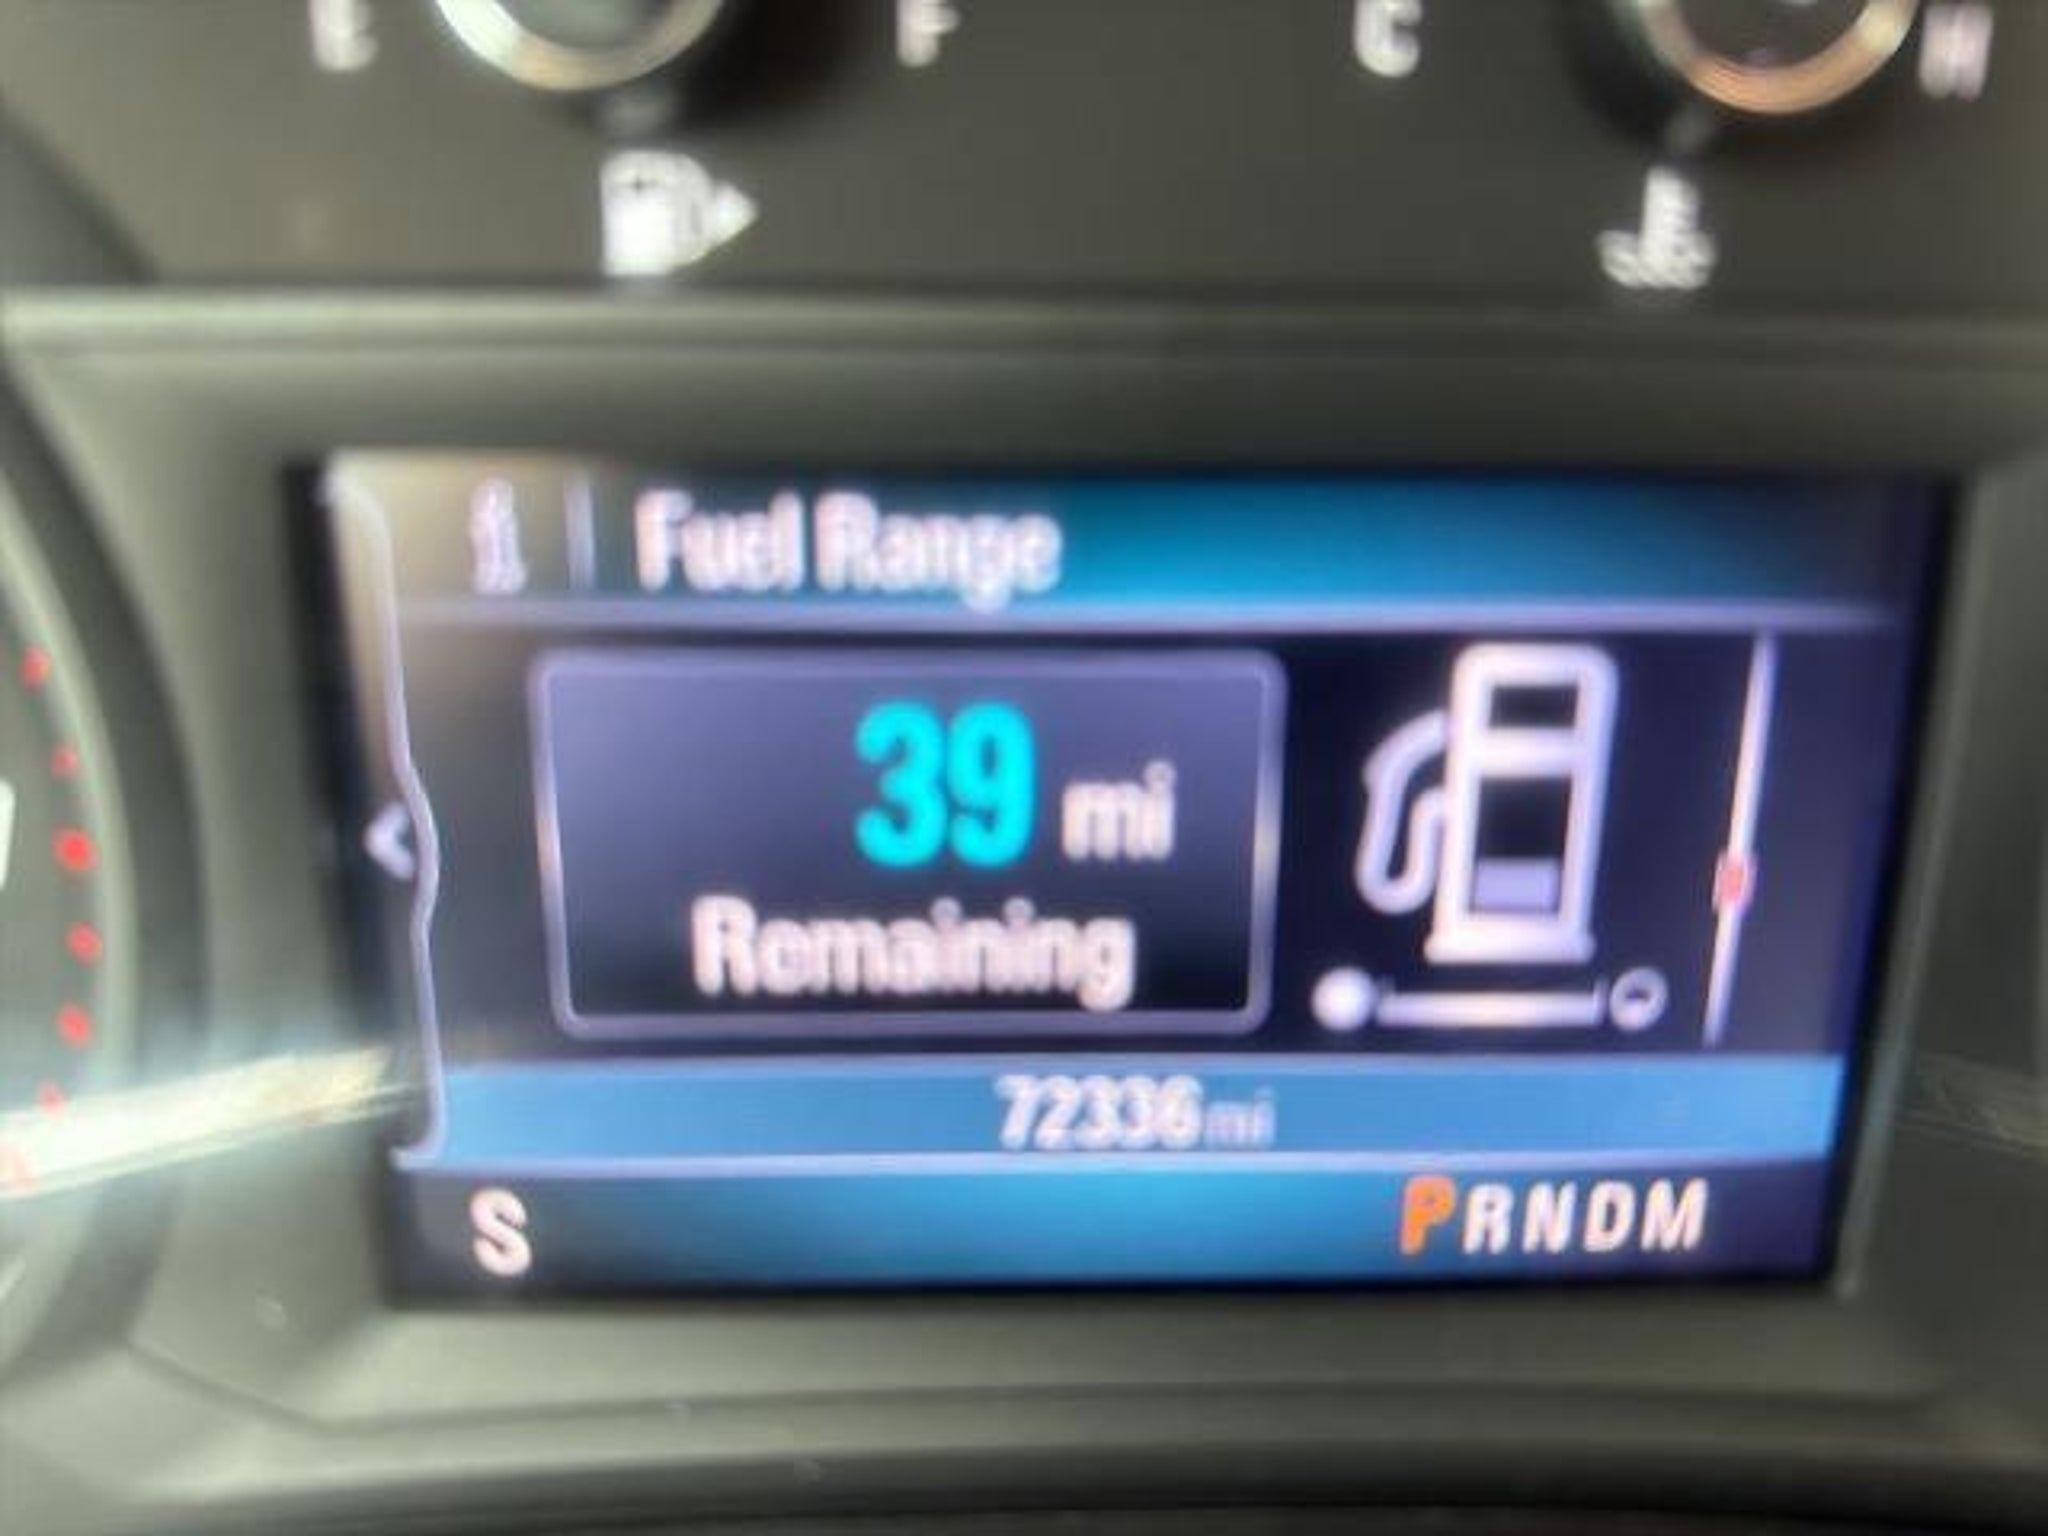 E F C H
Fuel Range
39 mi
Remaining
72336 mi
S PRNDM